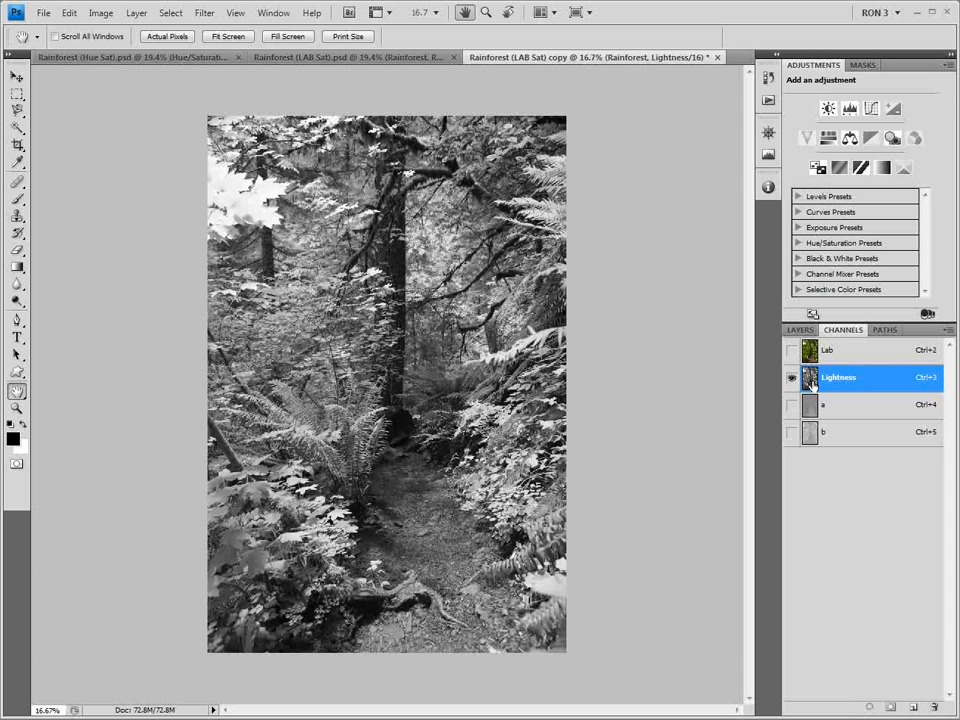 Ps File Edit Image Layer Select Filter View Window Help Br 16.7 RON 3
Scroll All Windows Actual Pixels Fit Screen Fill Screen Print Size
Rainforest (Hue Sat).psd @ 19.4% (Hue/Saturati... × Rainforest (LAB Sat).psd @ 19.4% (Rainforest, R... × Rainforest (LAB Sat) copy @ 16.7% (Rainforest, Lightness/16) * ×
ADJUSTMENTS MASKS
Add an adjustment
Levels Presets
Curves Presets
Exposure Presets
Hue/Saturation Presets
Black & White Presets
Channel Mixer Presets
Selective Color Presets
LAYERS CHANNELS PATHS
Lab Ctrl+2
Lightness Ctrl+3
a Ctrl+4
b Ctrl+5
16.67% Doc: 72.8M/72.8M